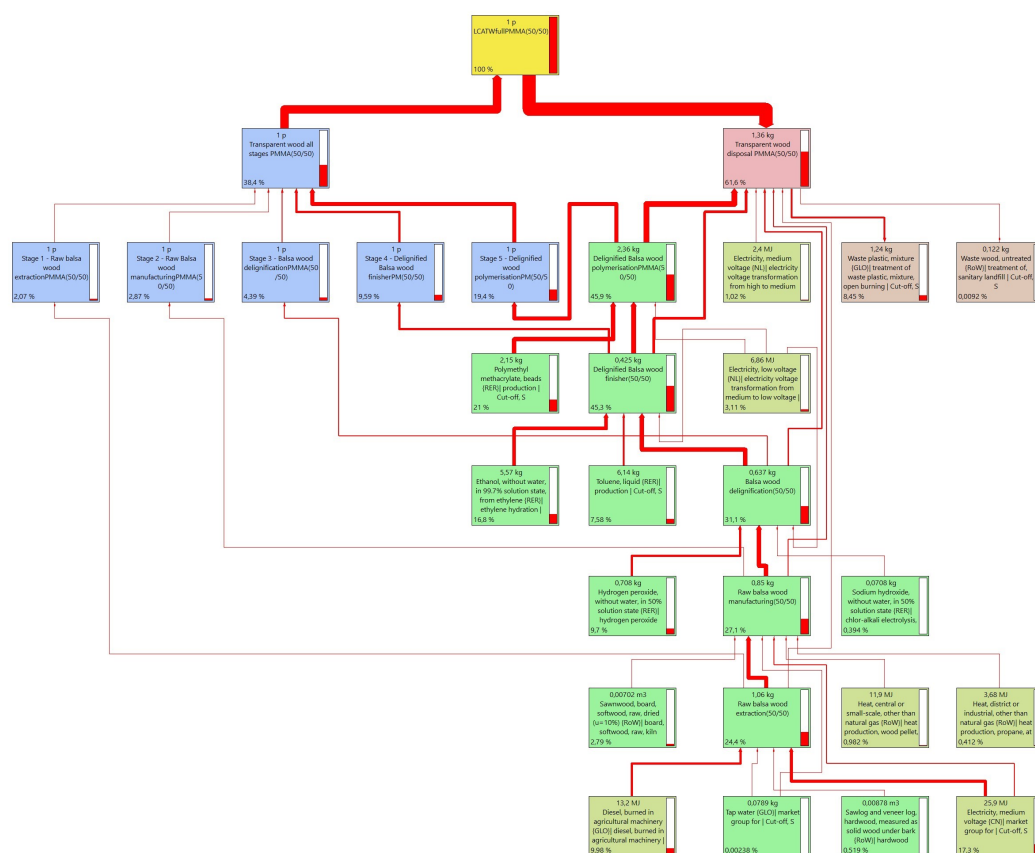 1 p
LCATWfullPMMA(50/50)
100 %
1 p
Transparent wood all
stages PMMA(50/50)
38,4 %
1,36 kg
Transparent wood
disposal PMMA(50/50)
61,6 %
1 p
Stage 1 - Raw balsa
wood
extractionPMMA(50/50)
2,07 %
1 p
Stage 2 - Raw Balsa
wood
manufacturingPMMA(5
0/50)
2,87 %
1 p
Stage 3 - Balsa wood
delignificationPMMA(50
/50)
4,39 %
1 p
Stage 4 - Delignified
Balsa wood
finisherPM(50/50)
9,59 %
1 p
Stage 5 - Delignified
wood
polymerisationPM(50/5
0)
19,4 %
2,36 kg
Delignified Balsa wood
polymerisationPMMA(5
0/50)
45,9 %
2,4 MJ
Electricity, medium
voltage {NL}| electricity
voltage transformation
from high to medium
1,02 %
1,24 kg
Waste plastic, mixture
{GLO}| treatment of
waste plastic, mixture,
open burning | Cut-off, S
8,45 %
0,122 kg
Waste wood, untreated
{RoW}| treatment of,
sanitary landfill | Cut-off,
S
0,0092 %
2,15 kg
Polymethyl
methacrylate, beads
{RER}| production |
Cut-off, S
21 %
0,425 kg
Delignified Balsa wood
finisher(50/50)
45,3 %
6,86 MJ
Electricity, low voltage
{NL}| electricity voltage
transformation from
medium to low voltage |
3,11 %
5,57 kg
Ethanol, without water,
in 99.7% solution state,
from ethylene {RER}|
ethylene hydration |
16,8 %
6,14 kg
Toluene, liquid {RER}|
production | Cut-off, S
7,58 %
0,637 kg
Balsa wood
delignification(50/50)
31,1 %
0,708 kg
Hydrogen peroxide,
without water, in 50%
solution state {RER}|
hydrogen peroxide
9,7 %
0,85 kg
Raw balsa wood
manufacturing(50/50)
27,1 %
0,0708 kg
Sodium hydroxide,
without water, in 50%
solution state {RER}|
chlor-alkali electrolysis,
0,394 %
0,00702 m3
Sawnwood, board,
softwood, raw, dried
(u=10%) {RoW}| board,
softwood, raw, kiln
2,79 %
1,06 kg
Raw balsa wood
extraction(50/50)
24,4 %
11,9 MJ
Heat, central or
small-scale, other than
natural gas {RoW}| heat
production, wood pellet,
0,982 %
3,68 MJ
Heat, district or
industrial, other than
natural gas {RoW}| heat
production, propane, at
0,412 %
13,2 MJ
Diesel, burned in
agricultural machinery
{GLO}| diesel, burned in
agricultural machinery |
9,98 %
0,0789 kg
Tap water {GLO}| market
group for | Cut-off, S
0,00238 %
0,00878 m3
Sawlog and veneer log,
hardwood, measured as
solid wood under bark
{RoW}| hardwood
0,519 %
25,9 MJ
Electricity, medium
voltage {CN}| market
group for | Cut-off, S
17,3 %